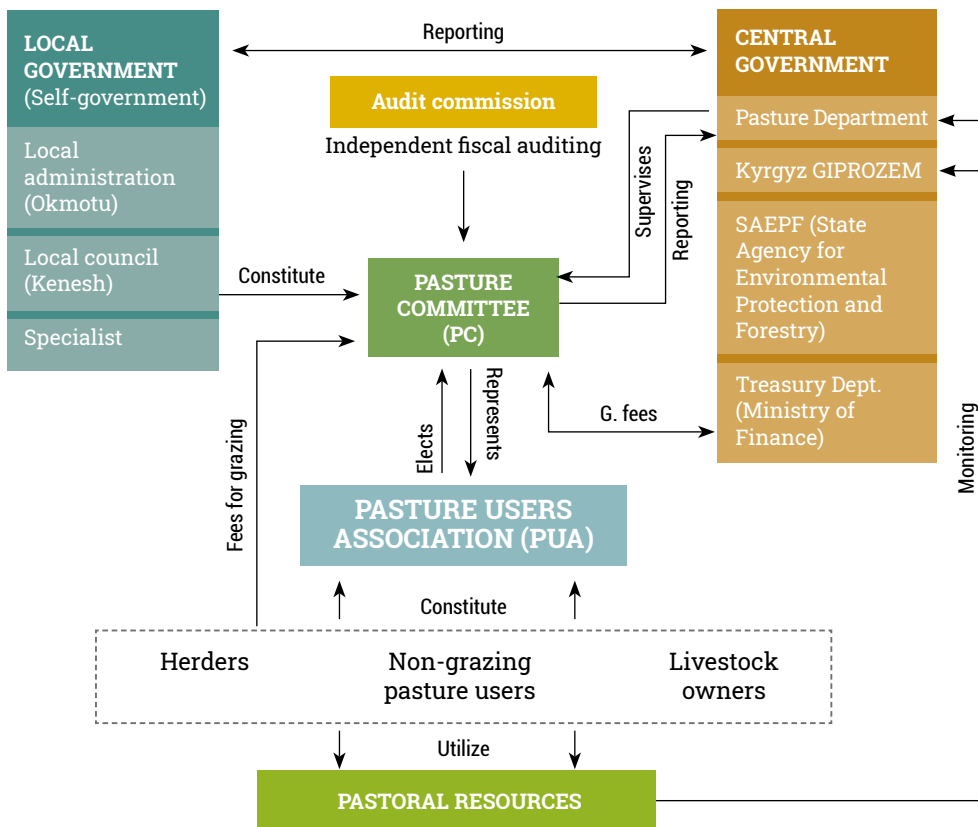 LOCAL
GOVERNMENT
(Self-government)
Local
administration
(Okmotu)
Local council
(Kenesh)
Specialist
Reporting
Audit commission
Independent fiscal auditing
CENTRAL
GOVERNMENT
Pasture Department
Kyrgyz GIPROZEM
SAEPF (State
Agency for
Environmental
Protection and
Forestry)
Treasury Dept.
(Ministry of
Finance)
Supervises
Reporting
Constitute
PASTURE
COMMITTEE
(PC)
G. fees
Monitoring
Fees for grazing
Elects
Represents
PASTURE USERS
ASSOCIATION (PUA)
Constitute
Herders
Non-grazing
pasture users
Livestock
owners
Utilize
PASTORAL RESOURCES